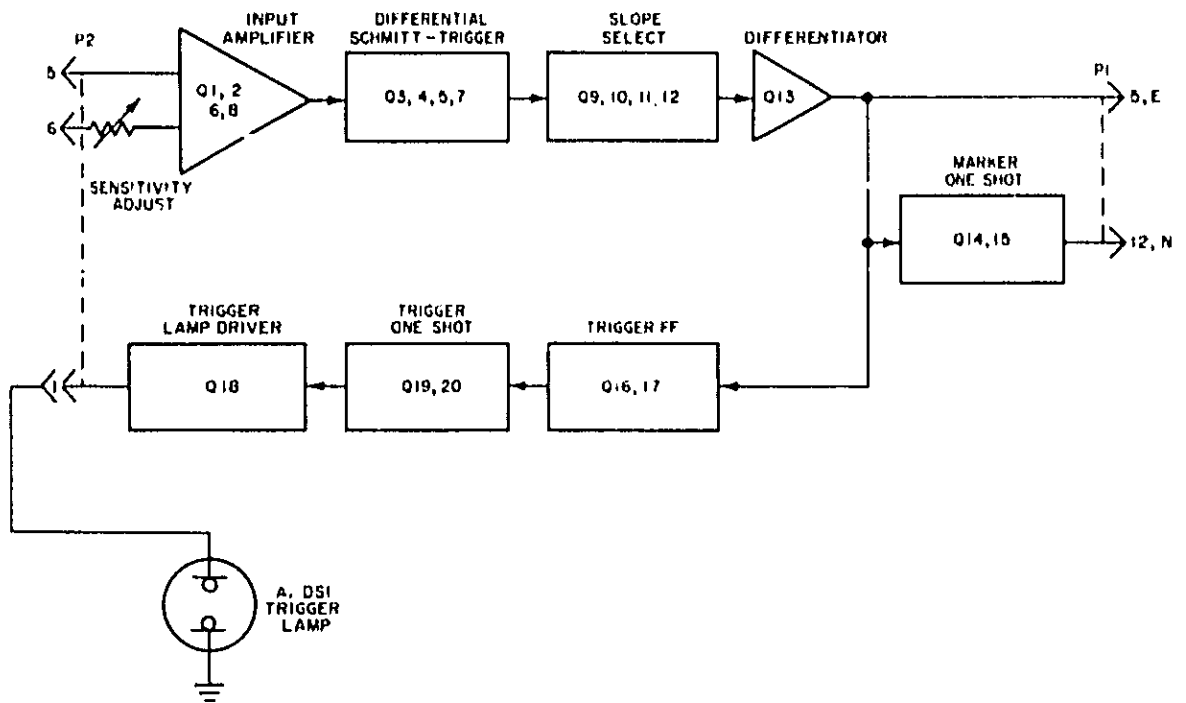 INPUT
AMPLIFIER
DIFFERENTIAL
SCHMITT-TRIGGER
SLOPE
SELECT
DIFFERENTIATOR
P2
P1
5
6
Q1, 2
6, 8
Q3, 4, 5, 7
Q9, 10, 11, 12
Q13
5, E
SENSITIVITY
ADJUST
MARKER
ONE SHOT
Q14, 15
12, N
TRIGGER
LAMP DRIVER
TRIGGER
ONE SHOT
TRIGGER FF
1
Q18
Q19, 20
Q16, 17
A, DS1
TRIGGER
LAMP